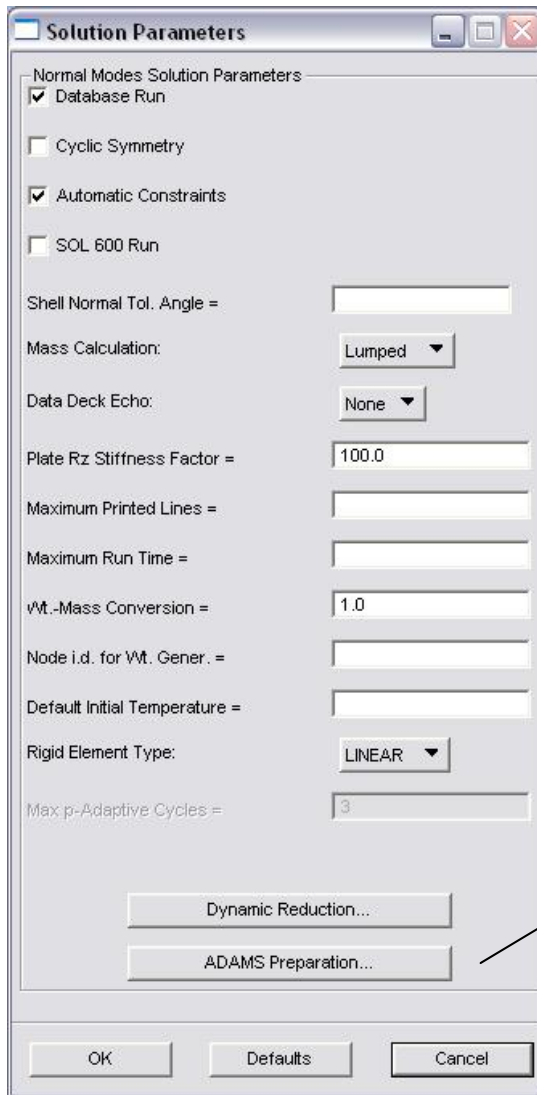 Solution Parameters
Normal Modes Solution Parameters
Database Run
Cyclic Symmetry
Automatic Constraints
SOL 600 Run
Shell Normal Tol. Angle =
Mass Calculation: Lumped
Data Deck Echo: None
Plate Rz Stiffness Factor = 100.0
Maximum Printed Lines =
Maximum Run Time =
Wt.-Mass Conversion = 1.0
Node i.d. for Wt. Gener. =
Default Initial Temperature =
Rigid Element Type: LINEAR
Max p-Adaptive Cycles = 3
Dynamic Reduction...
ADAMS Preparation...
OK Defaults Cancel